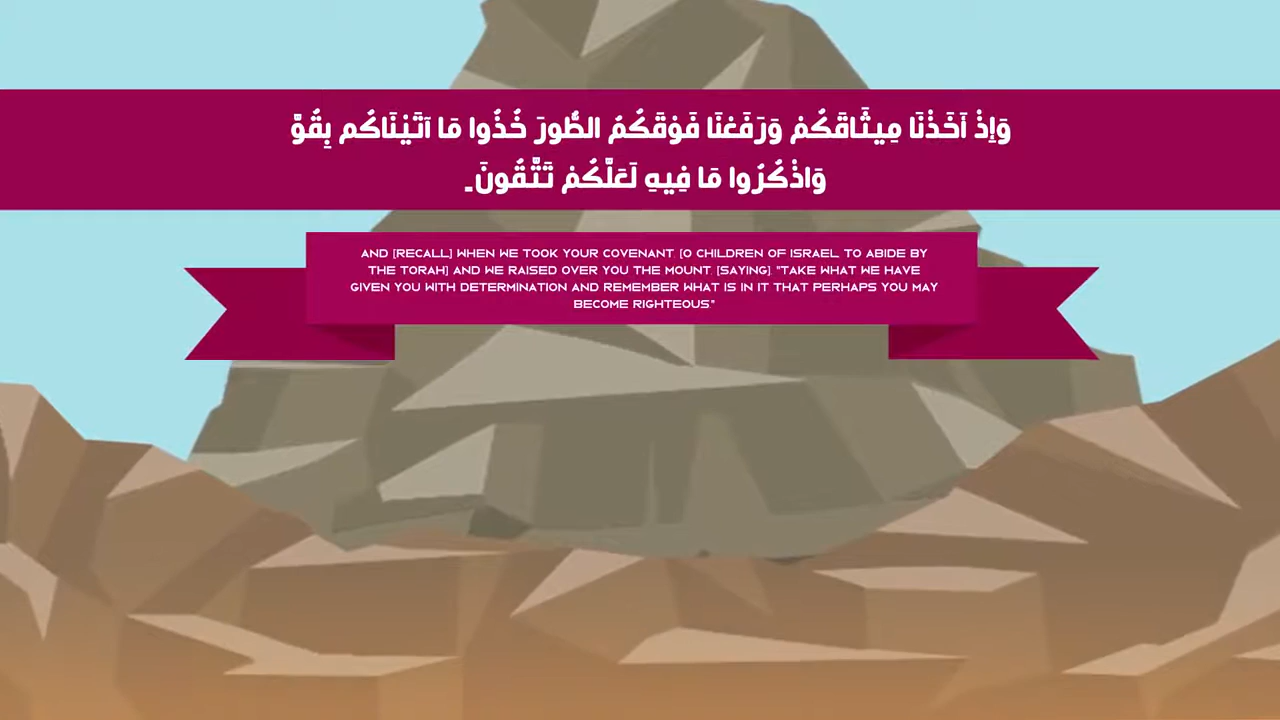 وَإِذْ أَخَذْنَا مِيثَاقَكُمْ وَرَفَعْنَا فَوْقَكُمُ الطُّورَ خُذُوا مَا آتَيْنَاكُم بِقُوَّ
وَاذْكُرُوا مَا فِيهِ لَعَلَّكُمْ تَتَّقُونَ.
AND [RECALL] WHEN WE TOOK YOUR COVENANT, [O CHILDREN OF ISRAEL, TO ABIDE BY
THE TORAH] AND WE RAISED OVER YOU THE MOUNT, [SAYING], "TAKE WHAT WE HAVE
GIVEN YOU WITH DETERMINATION AND REMEMBER WHAT IS IN IT THAT PERHAPS YOU MAY
BECOME RIGHTEOUS."